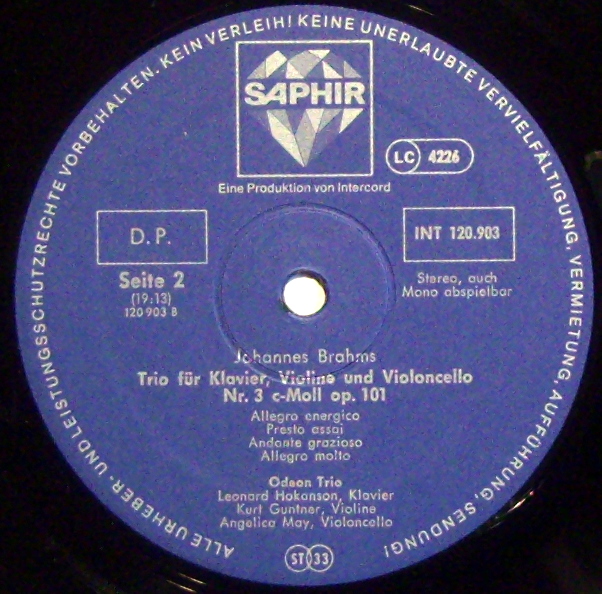 ALLE URHEBER- UND LEISTUNGSSCHUTZRECHTE VORBEHALTEN. KEIN VERLEIH! KEINE UNERLAUBTE VERVIELFÄLTIGUNG, VERMIETUNG, AUFFÜHRUNG, SENDUNG!
SAPHIR
LC 4226
Eine Produktion von Intercord
D. P.
INT 120.903
Seite 2
(19:13)
120 903 B
Stereo, auch
Mono abspielbar
Johannes Brahms
Trio für Klavier, Violine und Violoncello
Nr. 3 c-Moll op. 101
Allegro energico
Presto assai
Andante grazioso
Allegro molto
Odeon Trio
Leonard Hokanson, Klavier
Kurt Guntner, Violine
Angelica May, Violoncello
ST 33